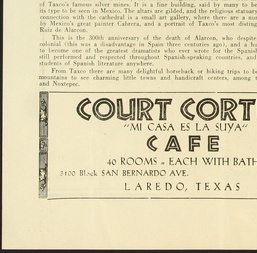 of Taxco's famous silver mines. It is a fine building, said by many to be
its type to be seen in Mexico. The altars are gilded, and the religious statuary
connection with the cathedral is a small art gallery, where there are a num
by Mexico's great painter Cabrera, and a portrait of Taxco's most disting
Ruiz de Alarcon.
This is the 300th anniversary of the death of Alarcon, who despite
colonial (this was a disadvantage to Spain three centuries ago), and a hu
to become one of the greatest dramatists who ever wrote for the Spanish
still performed and respected throughout Spanish-speaking countries, and
students of Spanish literature anywhere.
From Taxco there are many delightful horseback or hiking trips to be
mountains to see charming little towns and handicraft centers, among t
and Noxtepec.
COURT CORT
"MI CASA ES LA SUYA"
CAFE
40 ROOMS - EACH WITH BATH
3100 Block SAN BERNARDO AVE.
LAREDO, TEXAS